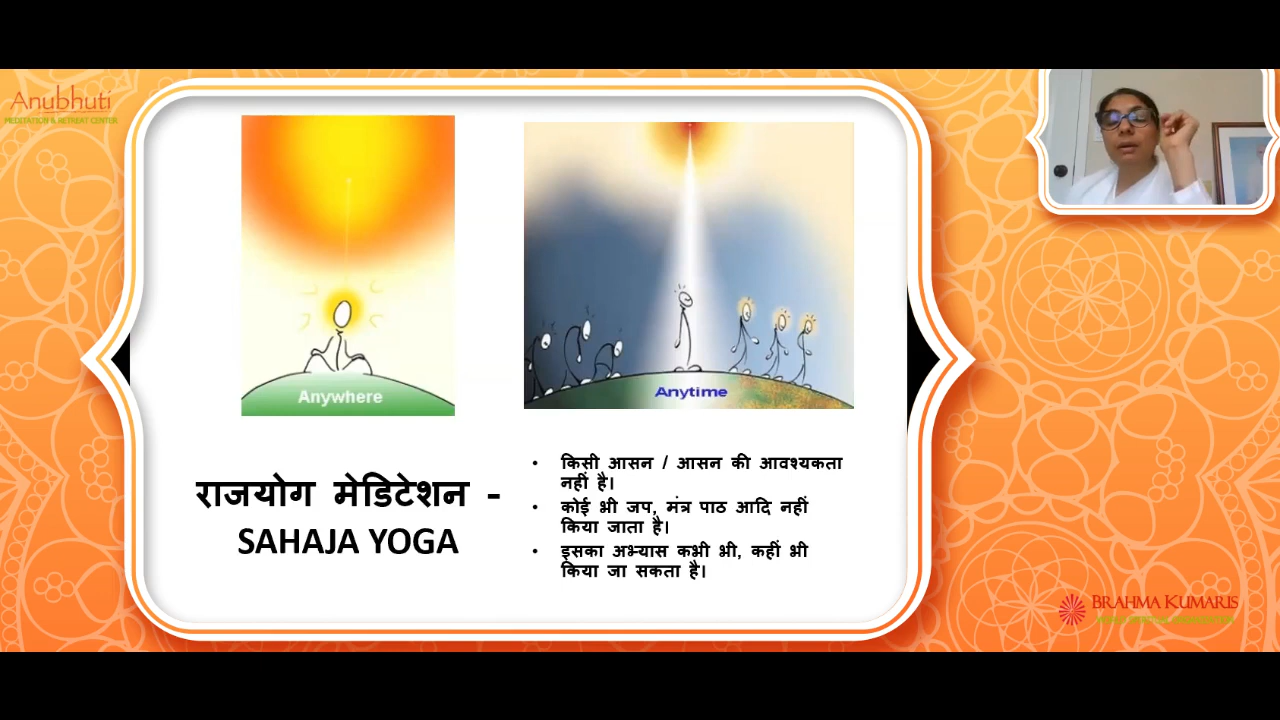 Anubhuti
MEDITATION & RETREAT CENTER
Anywhere
Anytime
राजयोग मेडिटेशन -
SAHAJA YOGA
• किसी आसन / आसन की आवश्यकता
नहीं है।
• कोई भी जप, मंत्र पाठ आदि नहीं
किया जाता है।
• इसका अभ्यास कभी भी, कहीं भी
किया जा सकता है।
BRAHMA KUMARIS